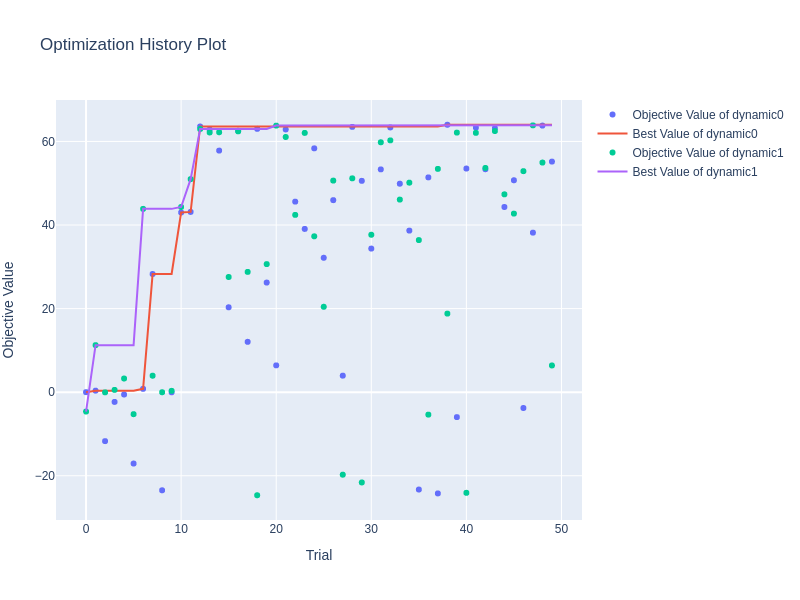 Optimization History Plot
Objective Value of dynamic0
Best Value of dynamic0
Objective Value of dynamic1
Best Value of dynamic1
60
40
20
0
−20
0 10 20 30 40 50
Trial
Objective Value